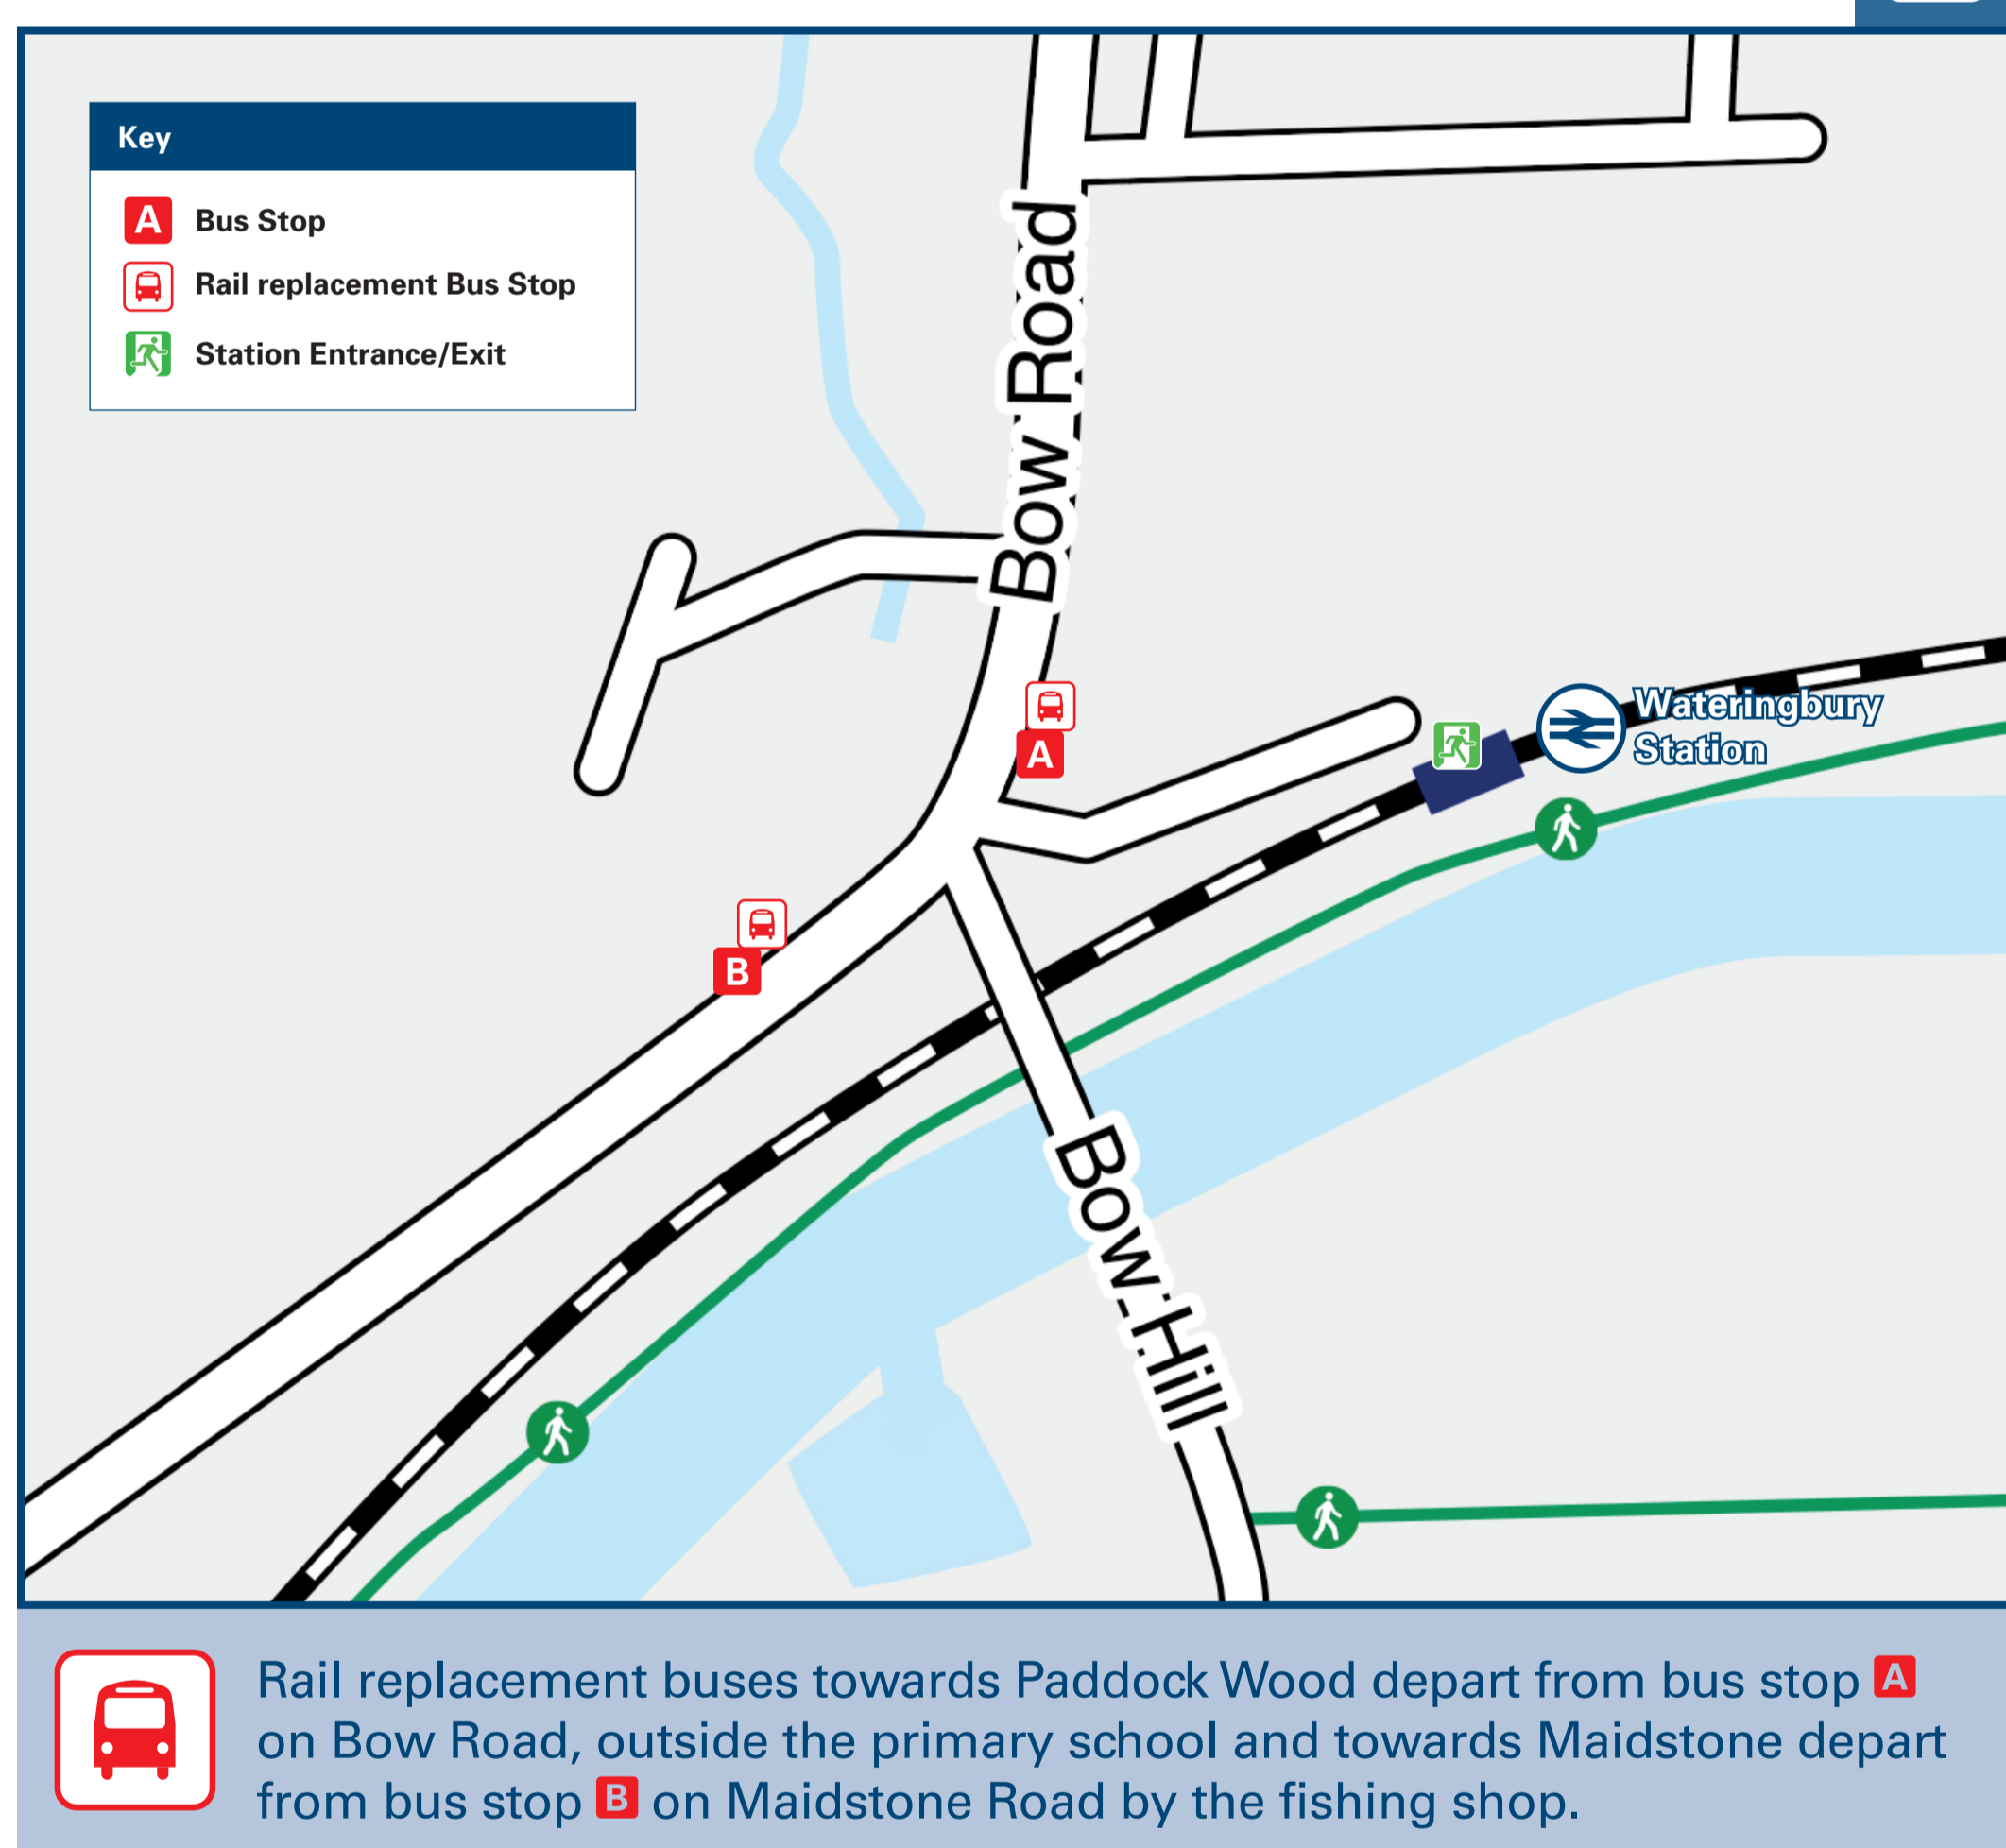 Key
A Bus Stop
Rail replacement Bus Stop
Station Entrance/Exit
Bow Road
A
Wateringbury
Station
B
Bow Hill
Rail replacement buses towards Paddock Wood depart from bus stop A
on Bow Road, outside the primary school and towards Maidstone depart
from bus stop B on Maidstone Road by the fishing shop.